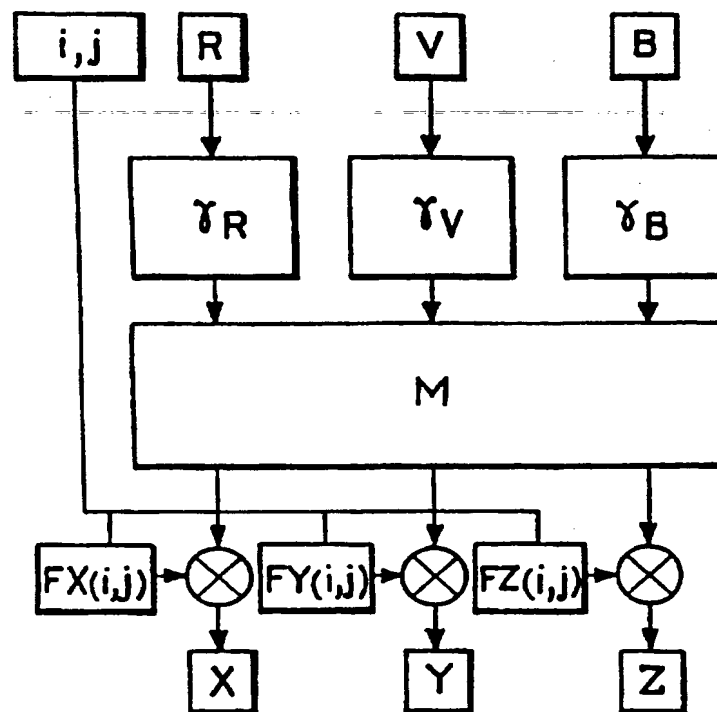 i,j R V B
γR γV γB
M
FX(i,j) FY(i,j) FZ(i,j)
X Y Z